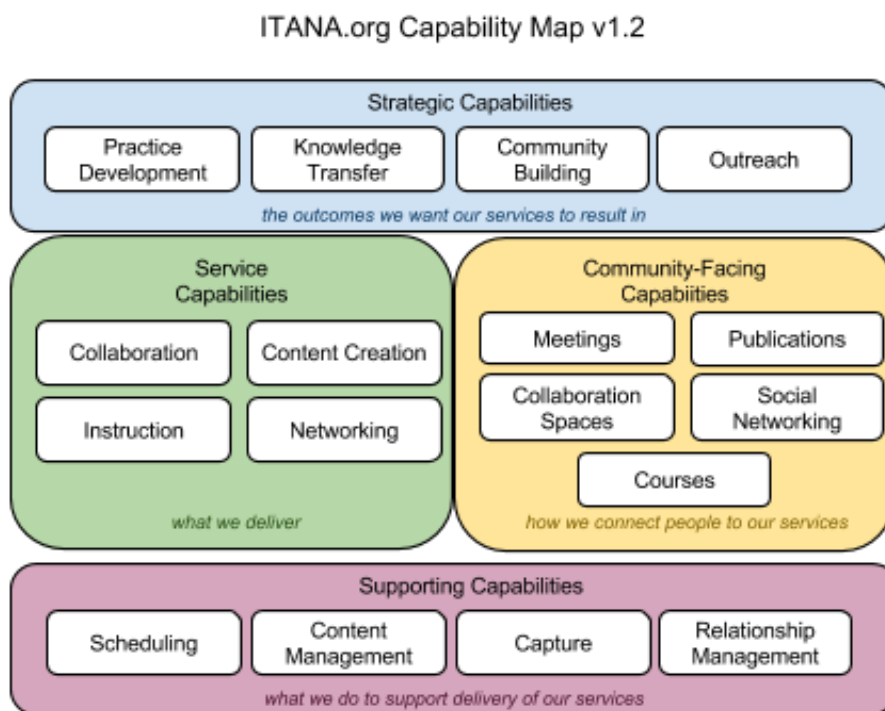 ITANA.org Capability Map v1.2
Strategic Capabilities
Practice
Development
Knowledge
Transfer
Community
Building
Outreach
the outcomes we want our services to result in
Service
Capabilities
Collaboration
Content Creation
Instruction
Networking
what we deliver
Community-Facing
Capabiities
Meetings
Publications
Collaboration
Spaces
Social
Networking
Courses
how we connect people to our services
Supporting Capabilities
Scheduling
Content
Management
Capture
Relationship
Management
what we do to support delivery of our services